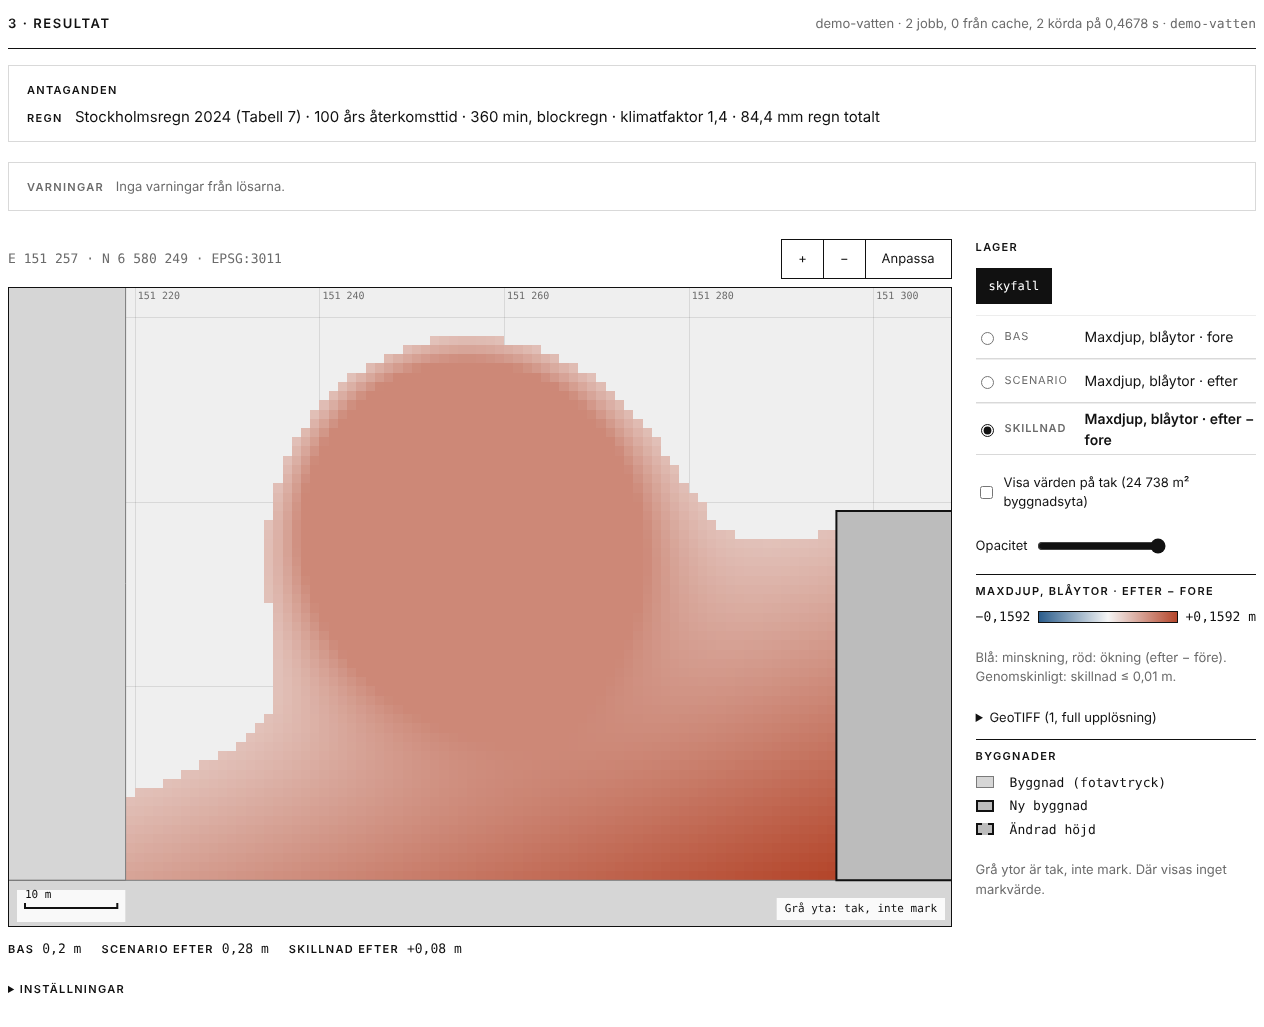 3 · RESULTAT
demo-vatten · 2 jobb, 0 från cache, 2 körda på 0,4678 s · demo-vatten
ANTAGANDEN
REGN Stockholmsregn 2024 (Tabell 7) · 100 års återkomsttid · 360 min, blockregn · klimatfaktor 1,4 · 84,4 mm regn totalt
VARNINGAR Inga varningar från lösarna.
E 151 257 · N 6 580 249 · EPSG:3011
+ − Anpassa
151 220 151 240 151 260 151 280 151 300
10 m
Grå yta: tak, inte mark
BAS 0,2 m SCENARIO EFTER 0,28 m SKILLNAD EFTER +0,08 m
INSTÄLLNINGAR
LAGER
skyfall
BAS Maxdjup, blåytor · fore
SCENARIO Maxdjup, blåytor · efter
SKILLNAD Maxdjup, blåytor · efter −
fore
Visa värden på tak (24 738 m²
byggnadsyta)
Opacitet
MAXDJUP, BLÅYTOR · EFTER − FORE
−0,1592 +0,1592 m
Blå: minskning, röd: ökning (efter − före).
Genomskinligt: skillnad ≤ 0,01 m.
GeoTIFF (1, full upplösning)
BYGGNADER
Byggnad (fotavtryck)
Ny byggnad
Ändrad höjd
Grå ytor är tak, inte mark. Där visas inget
markvärde.